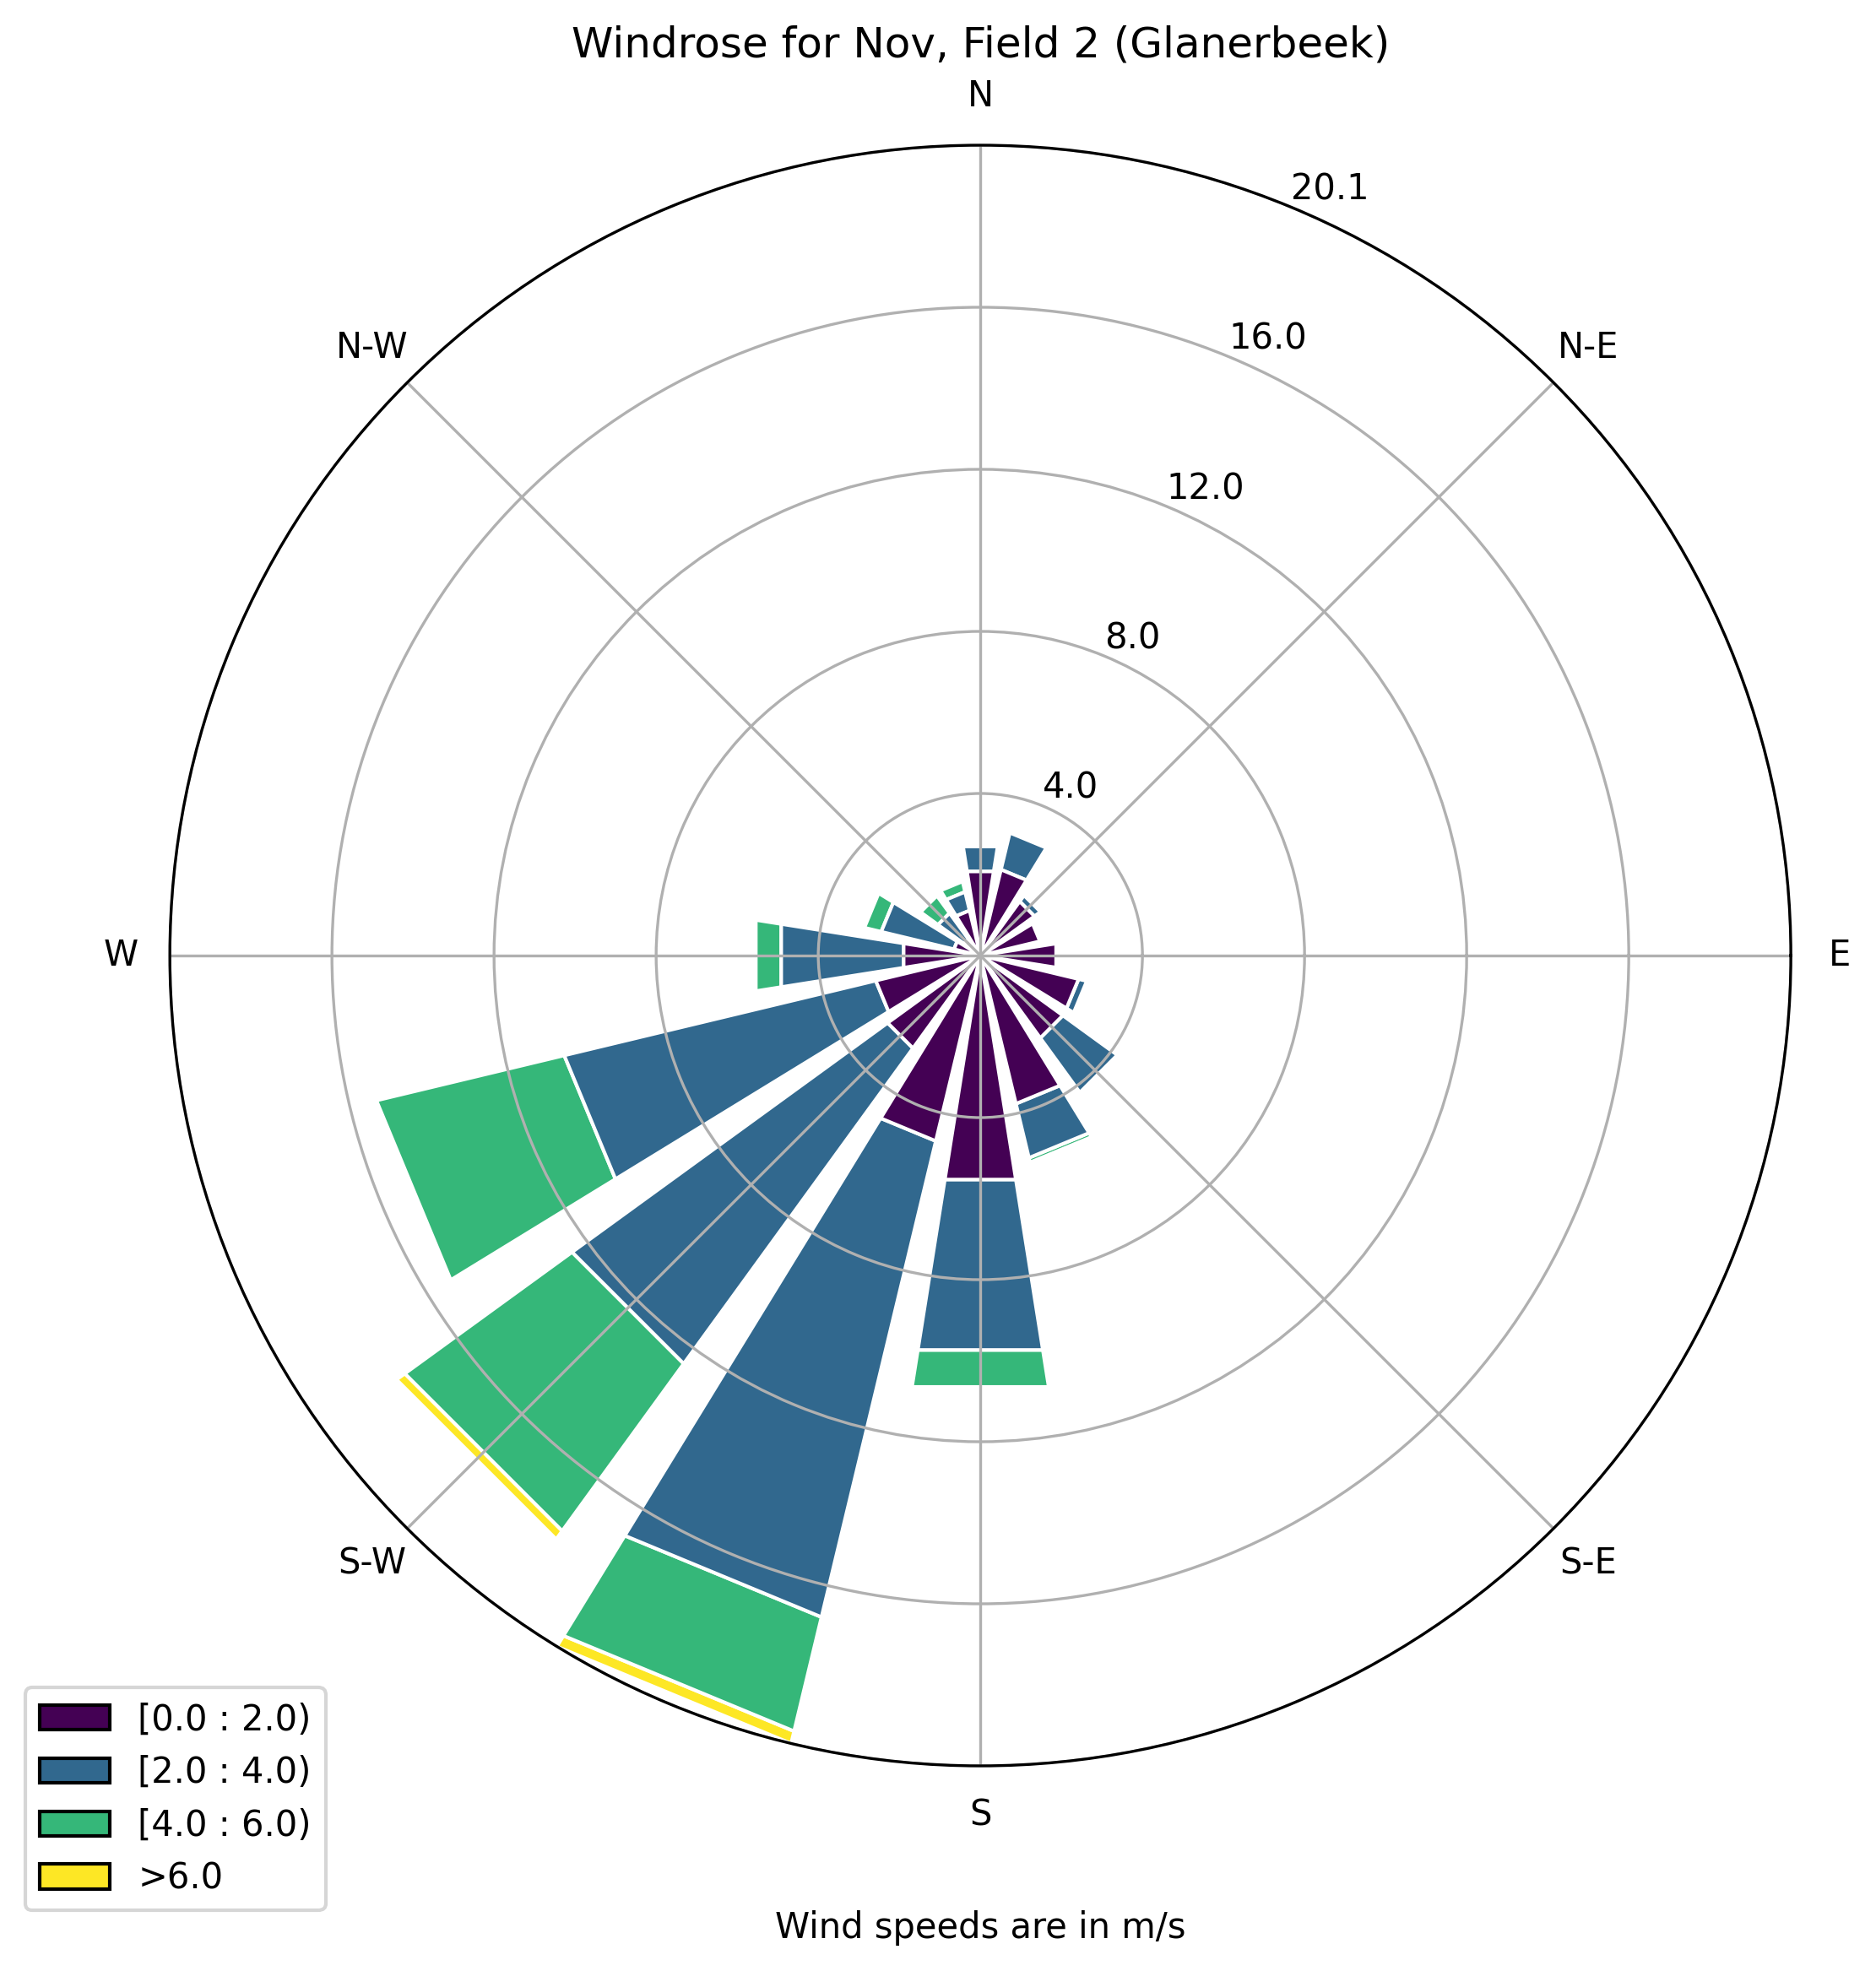 Windrose for Nov, Field 2 (Glanerbeek)
N
20.1
N-W
16.0
N-E
12.0
8.0
4.0
W
E
S-W
S-E
[0.0 : 2.0)
[2.0 : 4.0)
[4.0 : 6.0)
>6.0
S
Wind speeds are in m/s